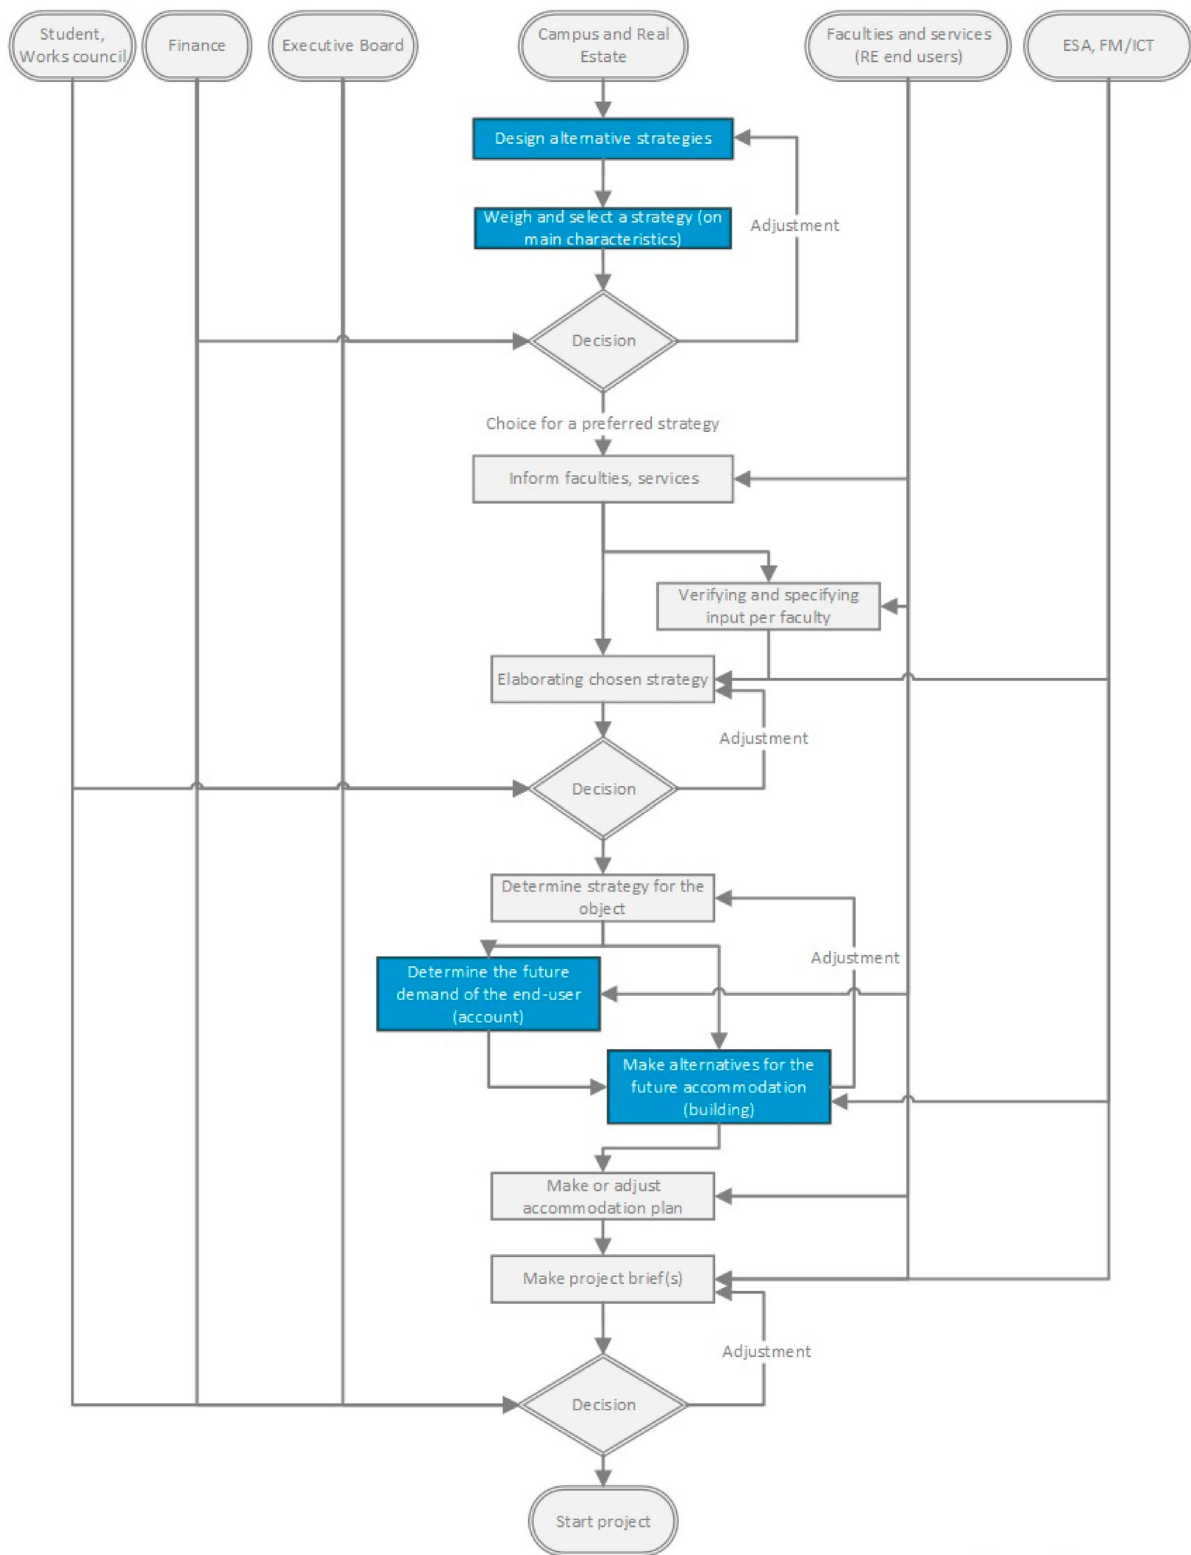 Student,
Works council
Finance
Executive Board
Campus and Real
Estate
Faculties and services
(RE end users)
ESA, FM/ICT
Design alternative strategies
Weigh and select a strategy (on
main characteristics)
Adjustment
Decision
Choice for a preferred strategy
Inform faculties, services
Verifying and specifying
input per faculty
Elaborating chosen strategy
Adjustment
Decision
Determine strategy for the
object
Adjustment
Determine the future
demand of the end-user
(account)
Make alternatives for the
future accommodation
(building)
Make or adjust
accommodation plan
Make project brief(s)
Adjustment
Decision
Start project